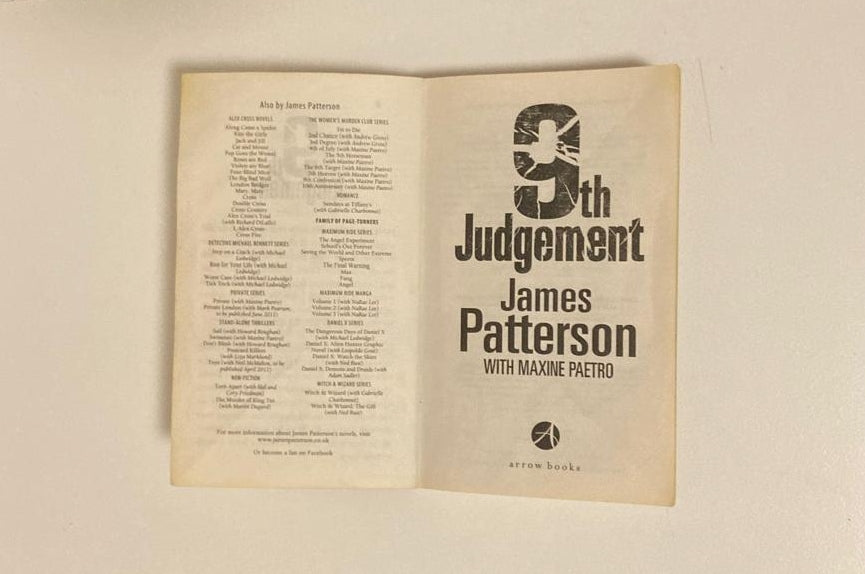 Also by James Patterson
ALEX CROSS NOVELS
Along Came a Spider
Kiss the Girls
Jack and Jill
Cat and Mouse
Pop Goes the Weasel
Roses are Red
Violets are Blue
Four Blind Mice
The Big Bad Wolf
London Bridges
Mary, Mary
Cross
Double Cross
Cross Country
Alex Cross's Trial
(with Richard DiLallo)
I, Alex Cross
Cross Fire
DETECTIVE MICHAEL BENNETT SERIES
Step on a Crack (with Michael
Ledwidge)
Run for Your Life (with Michael
Ledwidge)
Worst Case (with Michael Ledwidge)
Tick Tock (with Michael Ledwidge)
PRIVATE SERIES
Private (with Maxine Paetro)
Private London (with Mark Pearson,
to be published June 2011)
STAND-ALONE THRILLERS
Sail (with Howard Roughan)
Swimsuit (with Maxine Paetro)
Don't Blink (with Howard Roughan)
Postcard Killers
(with Liza Marklund)
Toys (with Neil McMahon, to be
published April 2011)
NON-FICTION
Torn Apart (with Hal and
Cory Friedman)
The Murder of King Tut
(with Martin Dugard)
THE WOMEN'S MURDER CLUB SERIES
1st to Die
2nd Chance (with Andrew Gross)
3rd Degree (with Andrew Gross)
4th of July (with Maxine Paetro)
The 5th Horseman
(with Maxine Paetro)
The 6th Target (with Maxine Paetro)
7th Heaven (with Maxine Paetro)
8th Confession (with Maxine Paetro)
10th Anniversary (with Maxine Paetro)
ROMANCE
Sundays at Tiffany's
(with Gabrielle Charbonnet)
FAMILY OF PAGE-TURNERS
MAXIMUM RIDE SERIES
The Angel Experiment
School's Out Forever
Saving the World and Other Extreme
Sports
The Final Warning
Max
Fang
Angel
MAXIMUM RIDE MANGA
Volume 1 (with NaRae Lee)
Volume 2 (with NaRae Lee)
Volume 3 (with NaRae Lee)
DANIEL X SERIES
The Dangerous Days of Daniel X
(with Michael Ledwidge)
Daniel X: Alien Hunter Graphic
Novel (with Leopoldo Gout)
Daniel X: Watch the Skies
(with Ned Rust)
Daniel X: Demons and Druids (with
Adam Sadler)
WITCH & WIZARD SERIES
Witch & Wizard (with Gabrielle
Charbonnet)
Witch & Wizard: The Gift
(with Ned Rust)
For more information about James Patterson's novels, visit
www.jamespatterson.co.uk
Or become a fan on Facebook
9th
Judgement
James
Patterson
WITH MAXINE PAETRO
A
arrow books